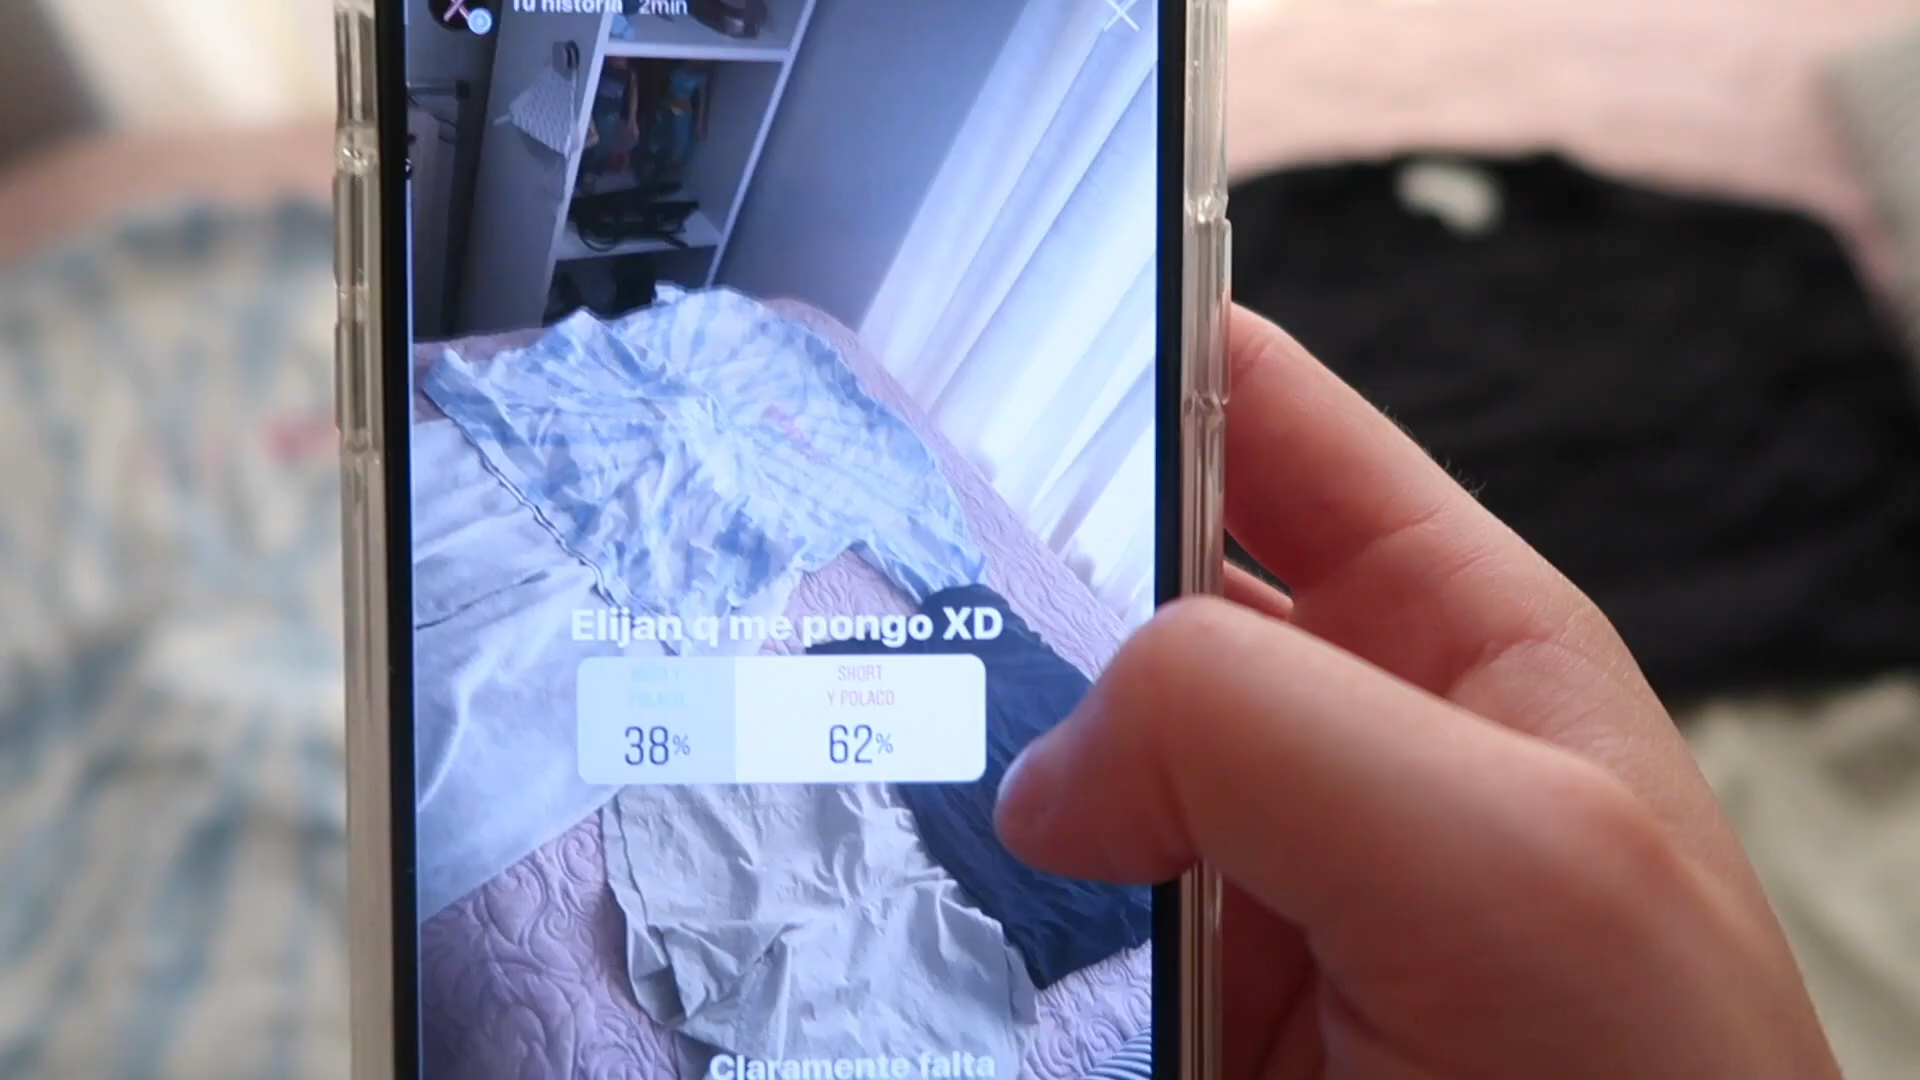 Tu historia 2min
Elijan q me pongo XD
SHORT
Y POLACO
38%
62%
Claramente falta